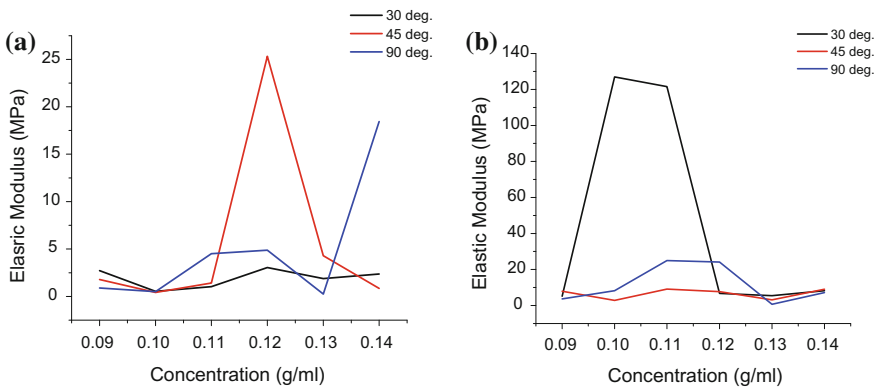 (a)
30 deg.
45 deg.
90 deg.
Elasric Modulus (MPa)
25
20
15
10
5
0
0.09 0.10 0.11 0.12 0.13 0.14
Concentration (g/ml)
(b)
30 deg.
45 deg.
90 deg.
Elastic Modulus (MPa)
140
120
100
80
60
40
20
0
0.09 0.10 0.11 0.12 0.13 0.14
Concentration (g/ml)